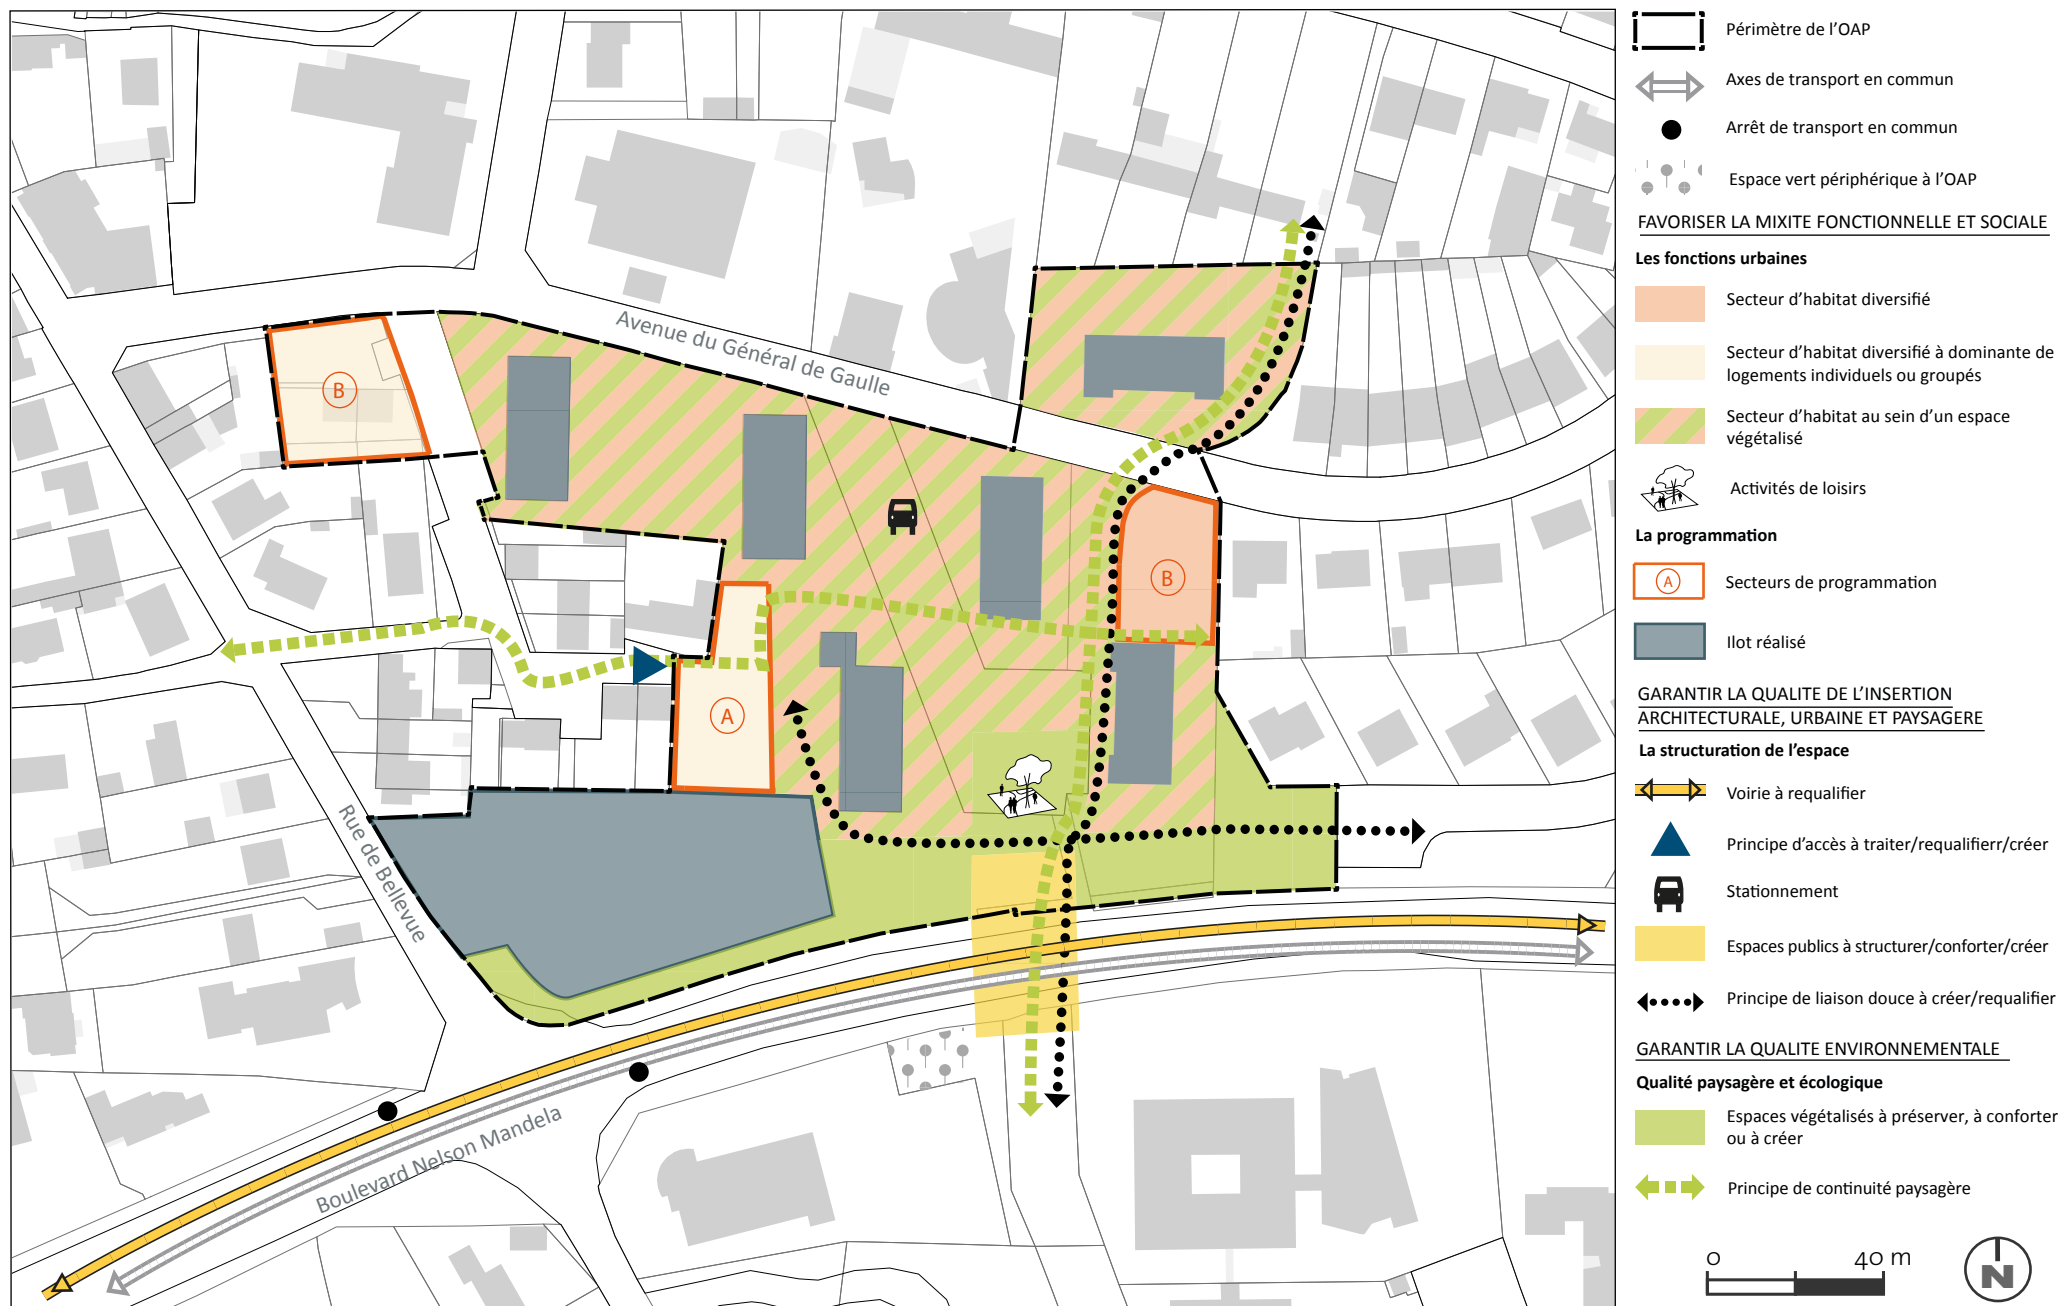 Avenue du Général de Gaulle
B
B
A
Rue de Bellevue
Boulevard Nelson Mandela
Périmètre de l'OAP
Axes de transport en commun
Arrêt de transport en commun
Espace vert périphérique à l'OAP
FAVORISER LA MIXITE FONCTIONNELLE ET SOCIALE
Les fonctions urbaines
Secteur d'habitat diversifié
Secteur d'habitat diversifié à dominante de
logements individuels ou groupés
Secteur d'habitat au sein d'un espace
végétalisé
Activités de loisirs
La programmation
A
Secteurs de programmation
Ilot réalisé
GARANTIR LA QUALITE DE L'INSERTION
ARCHITECTURALE, URBAINE ET PAYSAGERE
La structuration de l'espace
Voirie à requalifier
Principe d'accès à traiter/requalifierr/créer
Stationnement
Espaces publics à structurer/conforter/créer
Principe de liaison douce à créer/requalifier
GARANTIR LA QUALITE ENVIRONNEMENTALE
Qualité paysagère et écologique
Espaces végétalisés à préserver, à conforter
ou à créer
Principe de continuité paysagère
0 40 m
N